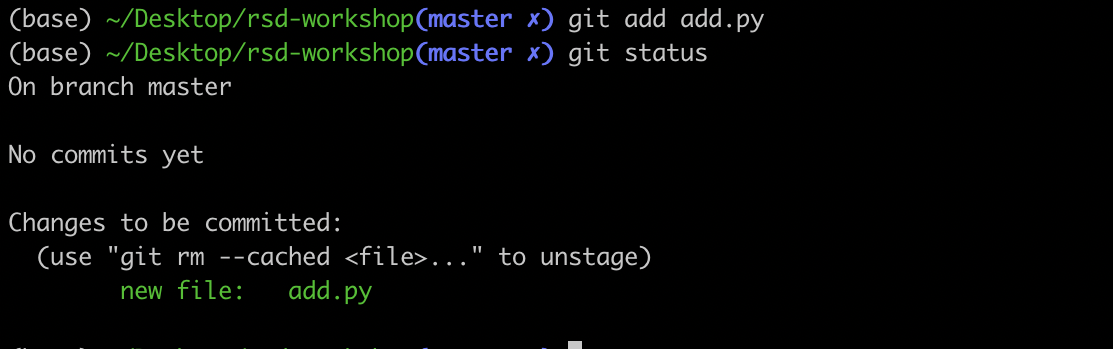 (base) ~/Desktop/rsd-workshop(master ✗) git add add.py
(base) ~/Desktop/rsd-workshop(master ✗) git status
On branch master
No commits yet
Changes to be committed:
(use "git rm --cached <file>..." to unstage)
new file:   add.py